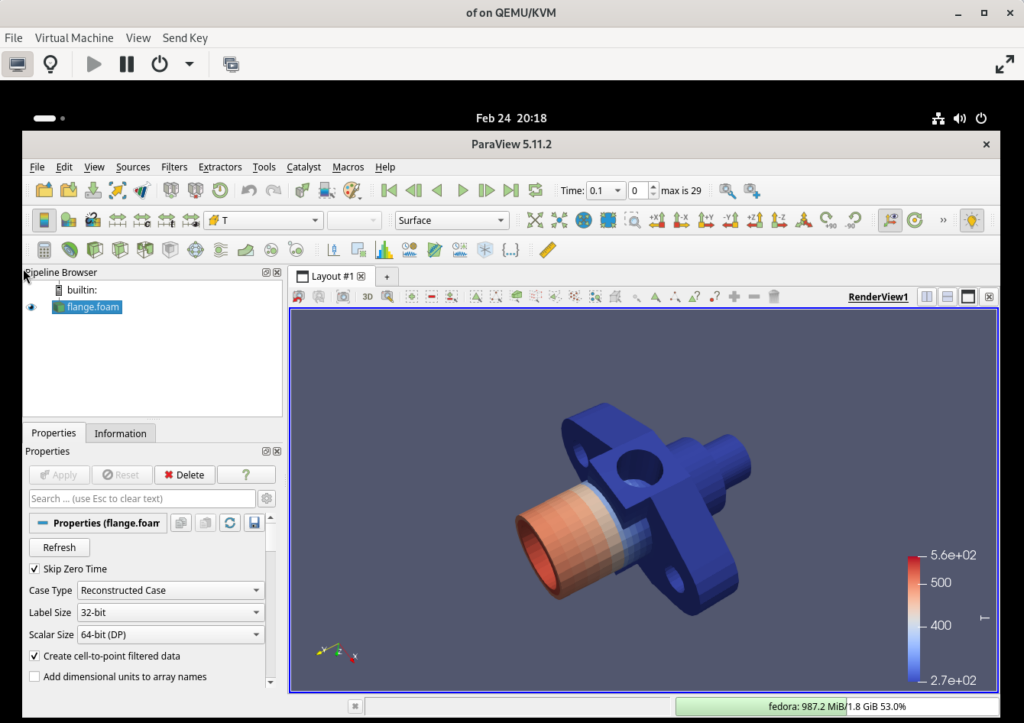 of on QEMU/KVM
File Virtual Machine View Send Key
Feb 24 20:18
ParaView 5.11.2
File Edit View Sources Filters Extractors Tools Catalyst Macros Help
Time: 0.1 0 max is 29
T Surface +X -X +Y -Y +Z -Z +90 -90 »
Pipeline Browser
builtin:
flange.foam
Layout #1 +
3D RenderView1
Properties Information
Properties
Apply Reset Delete ?
Search ... (use Esc to clear text)
Properties (flange.foam
Refresh
Skip Zero Time
Case Type Reconstructed Case
Label Size 32-bit
Scalar Size 64-bit (DP)
Create cell-to-point filtered data
Add dimensional units to array names
5.6e+02
500
400
T
2.7e+02
Y Z X
fedora: 987.2 MiB/1.8 GiB 53.0%